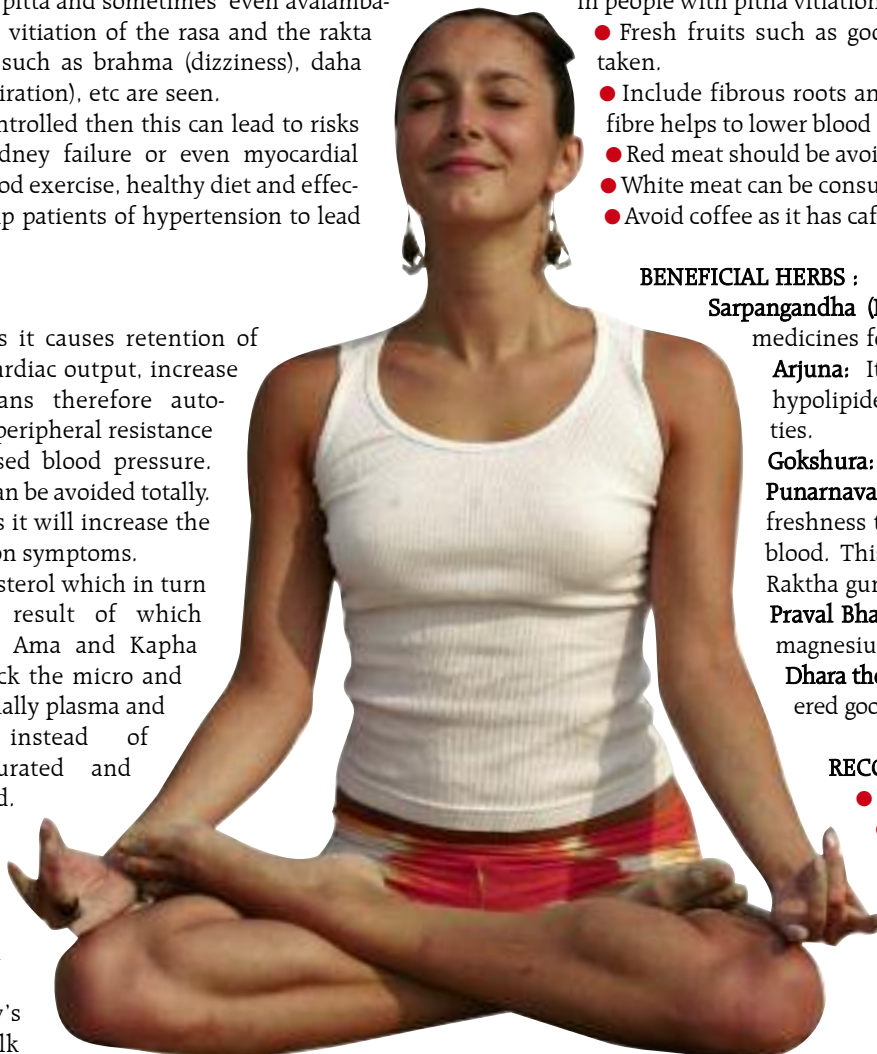 pitta and sometimes even avalamba-
vitiation of the rasa and the rakta
such as brahma (dizziness), daha
iration), etc are seen.
ntrolled then this can lead to risks
dney failure or even myocardial
od exercise, healthy diet and effec-
p patients of hypertension to lead
s it causes retention of
ardiac output, increase
ans therefore auto-
peripheral resistance
sed blood pressure.
an be avoided totally.
s it will increase the
on symptoms.
sterol which in turn
result of which
Ama and Kapha
ck the micro and
ally plasma and
instead of
urated and
d.
y's
lk
in people with pitha vitiation
● Fresh fruits such as goo
taken.
● Include fibrous roots an
fibre helps to lower blood
● Red meat should be avoi
● White meat can be consu
● Avoid coffee as it has caf
BENEFICIAL HERBS :
Sarpangandha (
medicines fo
Arjuna: It
hypolipide
ties.
Gokshura:
Punarnava
freshness t
blood. This
Raktha gun
Praval Bha
magnesiu
Dhara the
ered goo
RECO